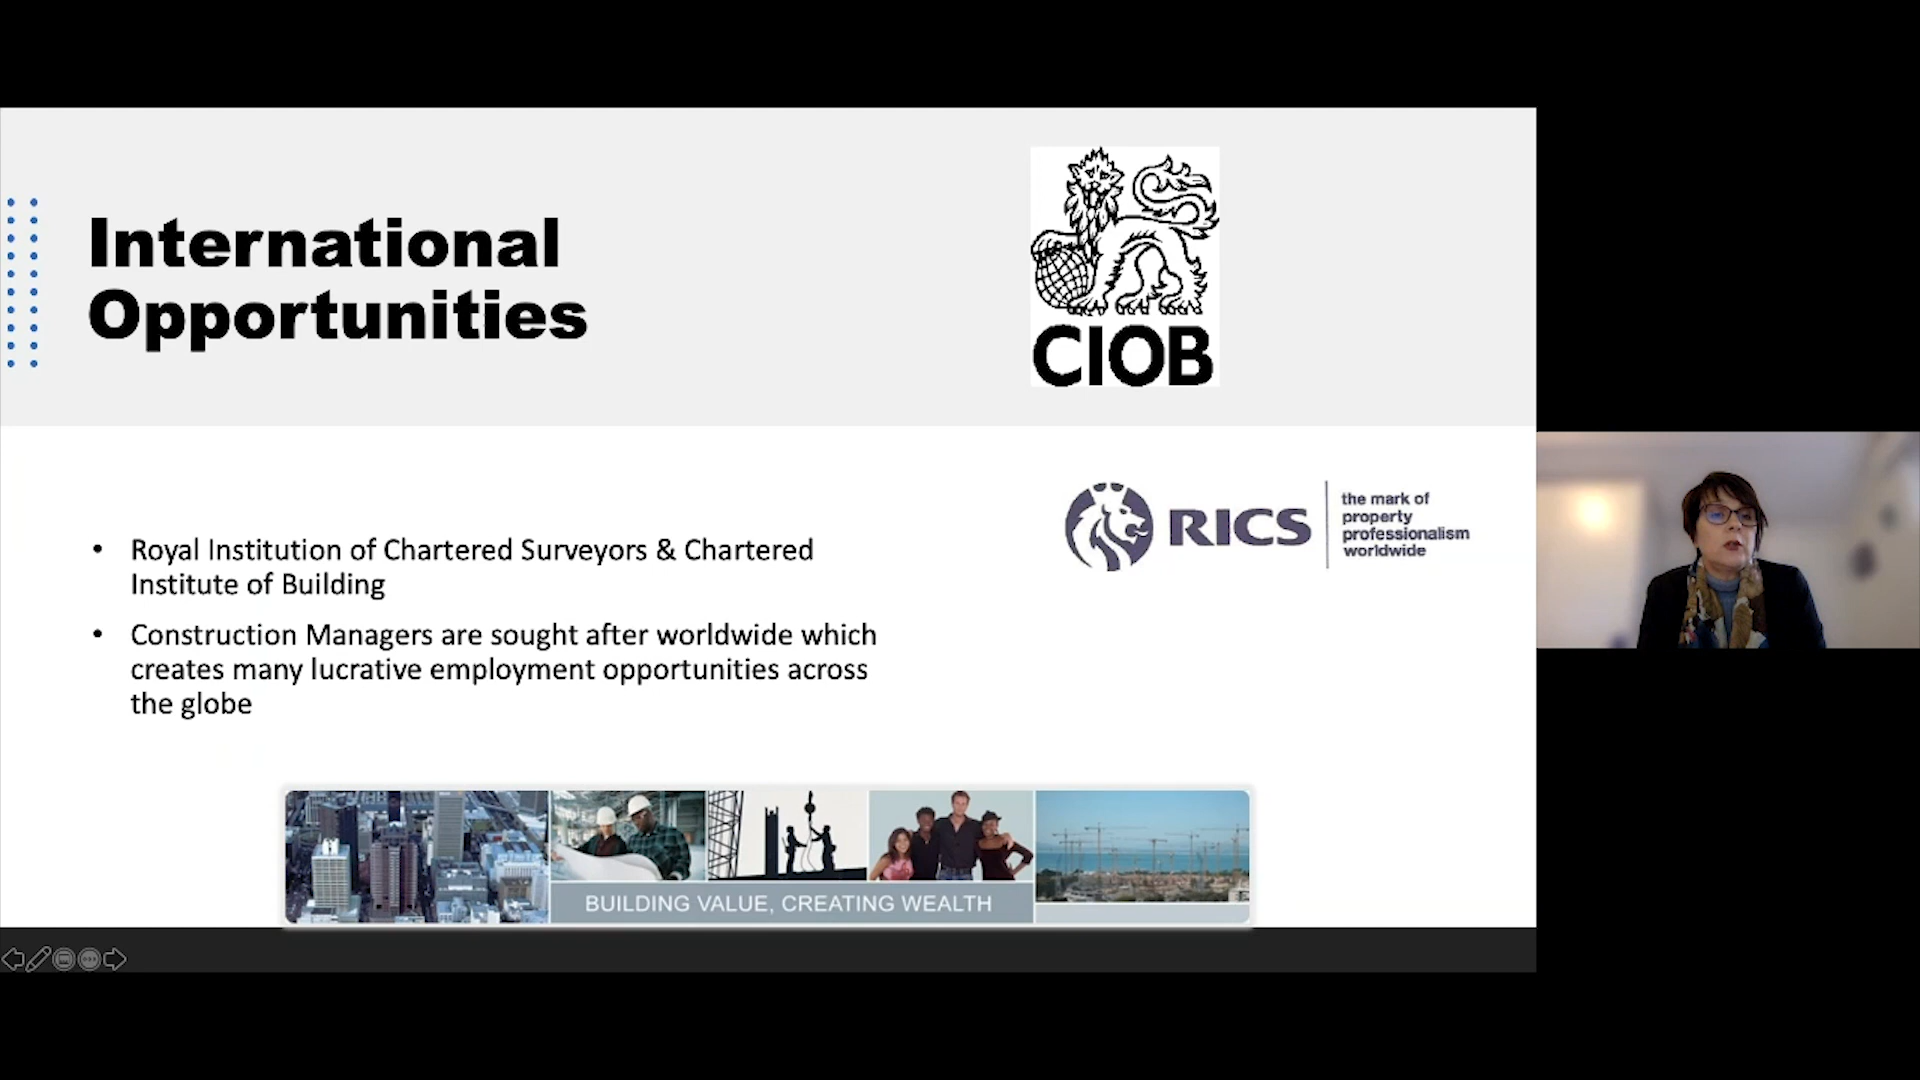 International
Opportunities
CIOB
RICS
the mark of
property
professionalism
worldwide
• Royal Institution of Chartered Surveyors & Chartered
Institute of Building
• Construction Managers are sought after worldwide which
creates many lucrative employment opportunities across
the globe
BUILDING VALUE, CREATING WEALTH